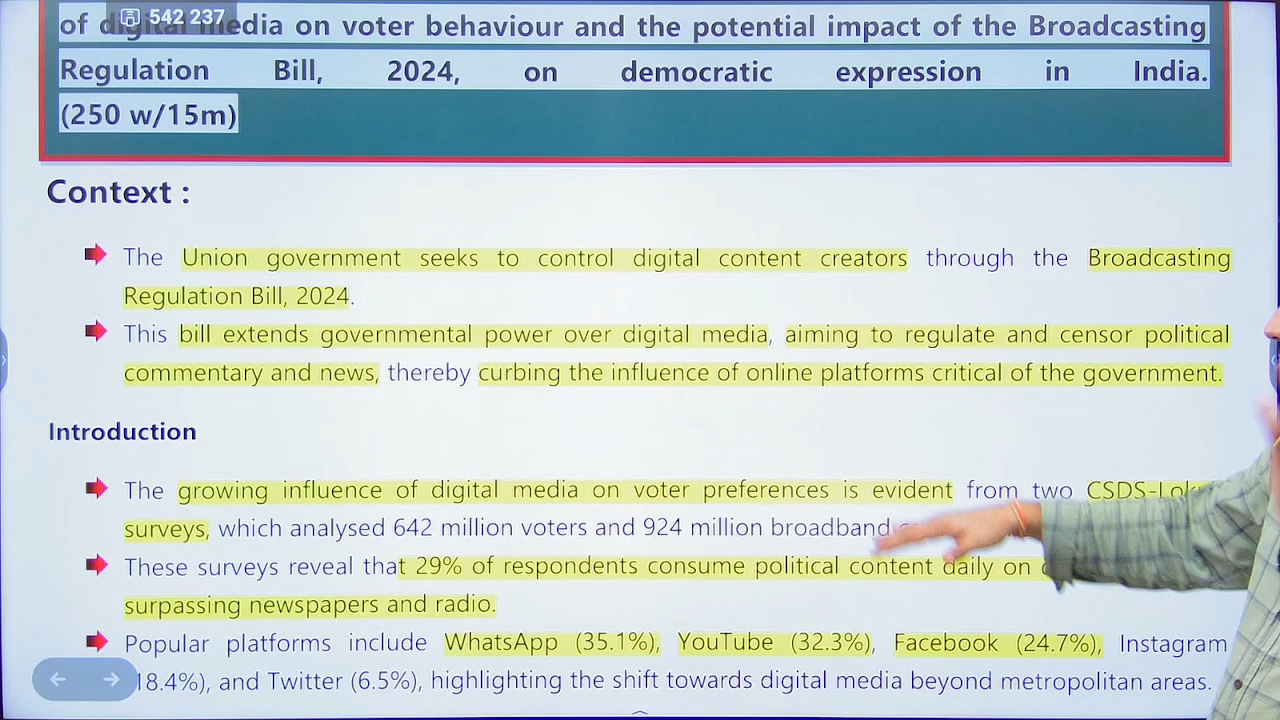 542 237
of digital media on voter behaviour and the potential impact of the Broadcasting
Regulation Bill, 2024, on democratic expression in India.
(250 w/15m)
Context :
The Union government seeks to control digital content creators through the Broadcasting
Regulation Bill, 2024.
This bill extends governmental power over digital media, aiming to regulate and censor political
commentary and news, thereby curbing the influence of online platforms critical of the government.
Introduction
The growing influence of digital media on voter preferences is evident from two
surveys, which analysed 642 million voters and 924 million broadband
These surveys reveal that 29% of respondents consume political content daily on
surpassing newspapers and radio.
Popular platforms include WhatsApp (35.1%), YouTube (32.3%), Facebook (24.7%), Instagram
18.4%), and Twitter (6.5%), highlighting the shift towards digital media beyond metropolitan areas.